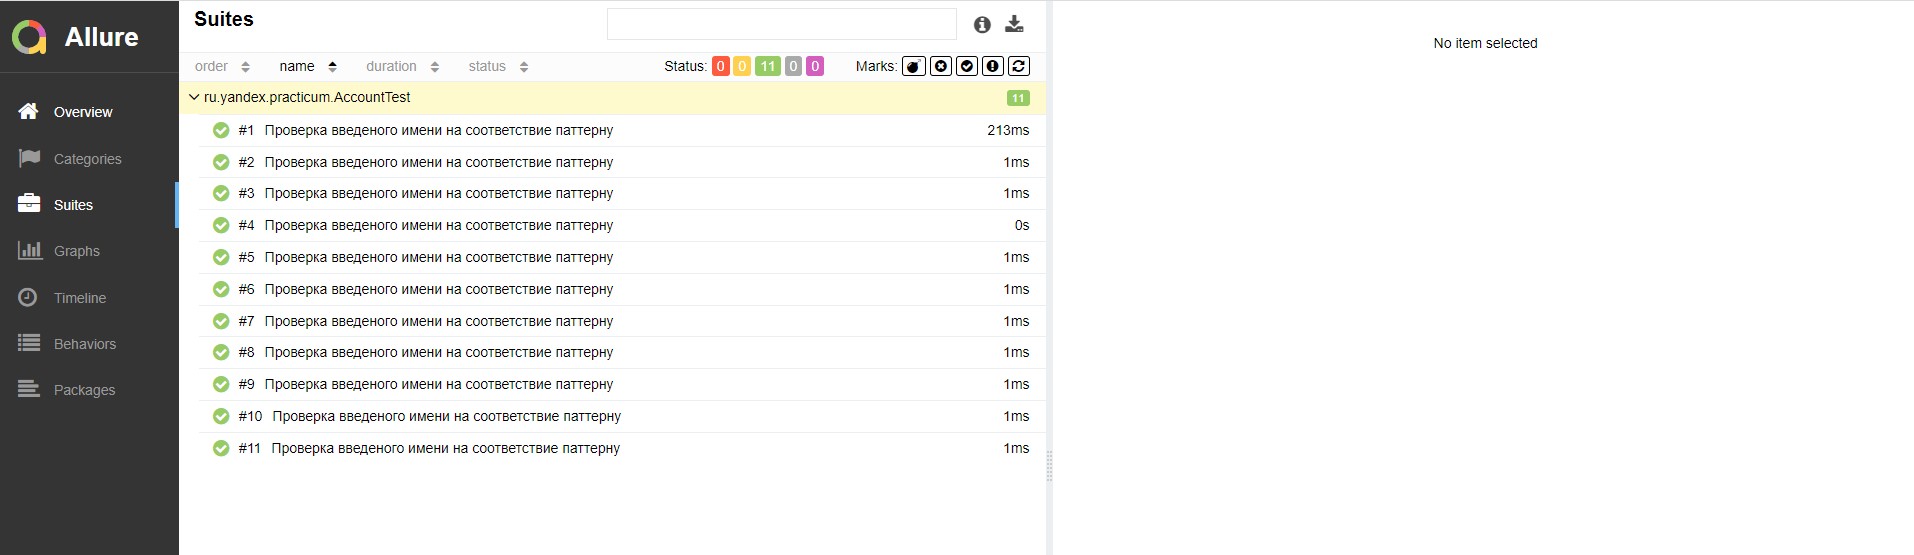 Allure
Overview
Categories
Suites
Graphs
Timeline
Behaviors
Packages
Suites
order name duration status Status: 0 0 11 0 0 Marks:
ru.yandex.practicum.AccountTest 11
#1 Проверка введеного имени на соответствие паттерну 213ms
#2 Проверка введеного имени на соответствие паттерну 1ms
#3 Проверка введеного имени на соответствие паттерну 1ms
#4 Проверка введеного имени на соответствие паттерну 0s
#5 Проверка введеного имени на соответствие паттерну 1ms
#6 Проверка введеного имени на соответствие паттерну 1ms
#7 Проверка введеного имени на соответствие паттерну 1ms
#8 Проверка введеного имени на соответствие паттерну 1ms
#9 Проверка введеного имени на соответствие паттерну 1ms
#10 Проверка введеного имени на соответствие паттерну 1ms
#11 Проверка введеного имени на соответствие паттерну 1ms
No item selected